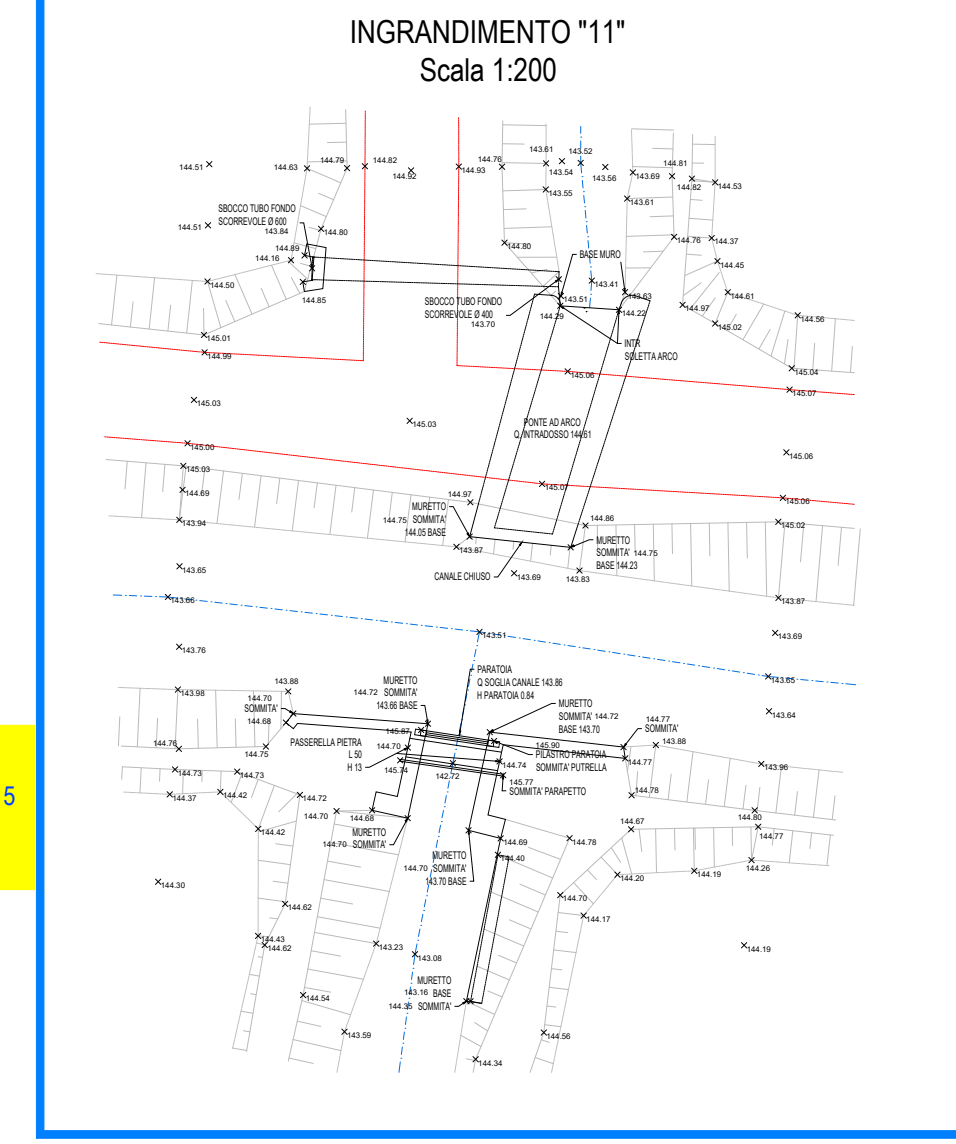 INGRANDIMENTO "11"
Scala 1:200
144.51
144.63
144.79
144.82
144.92
144.93
144.76
143.61
143.52
143.54
143.56
143.69
144.81
144.82
144.53
143.55
143.61
SBOCCO TUBO FONDO
SCORREVOLE Ø 600
143.84
144.51
144.80
144.89
144.16
144.80
BASE MURO
144.76
144.37
144.45
144.50
144.85
SBOCCO TUBO FONDO
SCORREVOLE Ø 400
143.70
143.41
143.51
143.63
144.29
144.22
144.97
144.61
145.02
144.56
145.01
144.99
INTR
SOLETTA ARCO
145.06
145.04
145.07
145.03
145.03
PONTE AD ARCO
Q. INTRADOSSO 144.61
145.00
145.06
145.03
144.69
145.07
145.06
144.97
MURETTO
144.75 SOMMITA'
144.05 BASE
143.94
144.86
145.02
MURETTO
SOMMITA' 144.75
BASE 144.23
143.87
CANALE CHIUSO
143.69
143.83
143.65
143.66
143.87
143.51
143.69
143.76
143.65
143.64
PARATOIA
Q SOGLIA CANALE 143.86
H PARATOIA 0.84
MURETTO
144.72 SOMMITA'
143.66 BASE
143.88
143.98
144.70
SOMMITA'
144.68
MURETTO
SOMMITA' 144.72
BASE 143.70
144.77
SOMMITA'
145.87
145.90
143.88
144.76
144.75
PASSERELLA PIETRA
L 50
H 13
144.70
145.74
142.72
144.74
PILASTRO PARATOIA
SOMMITA' PUTRELLA
144.77
143.96
145.77
SOMMITA' PARAPETTO
144.73
144.73
144.37
144.42
144.72
144.70
144.68
144.78
144.80
144.42
MURETTO
144.70 SOMMITA'
144.69
144.78
144.67
144.77
144.40
MURETTO
144.70 SOMMITA'
143.70 BASE
144.20
144.19
144.26
144.30
144.70
144.17
144.62
144.43
144.62
143.23
143.08
144.19
MURETTO
143.16 BASE
144.35 SOMMITA'
144.54
143.59
144.56
144.34
5